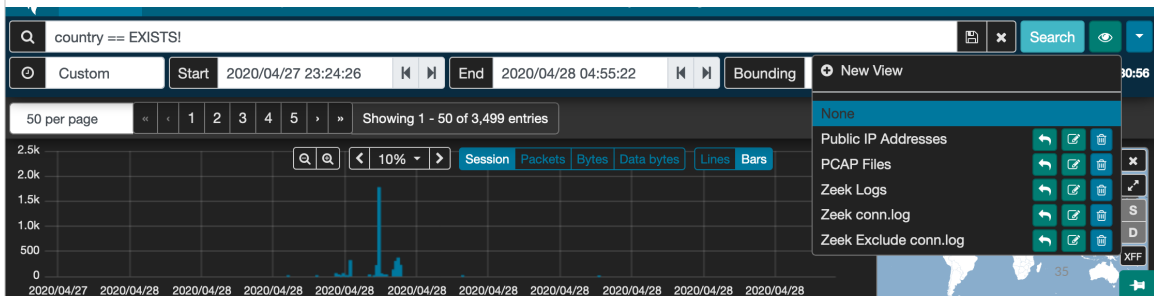 country == EXISTS!
Search
Custom Start 2020/04/27 23:24:26 End 2020/04/28 04:55:22 Bounding
30:56
New View
None
Public IP Addresses
PCAP Files
Zeek Logs
Zeek conn.log
Zeek Exclude conn.log
50 per page « ‹ 1 2 3 4 5 › » Showing 1 - 50 of 3,499 entries
10% Session Packets Bytes Data bytes Lines Bars
2.5k
2.0k
1.5k
1.0k
500
0
2020/04/27 2020/04/28 2020/04/28 2020/04/28 2020/04/28 2020/04/28 2020/04/28 2020/04/28 2020/04/28 2020/04/28 2020/04/28
S
D
XFF
35